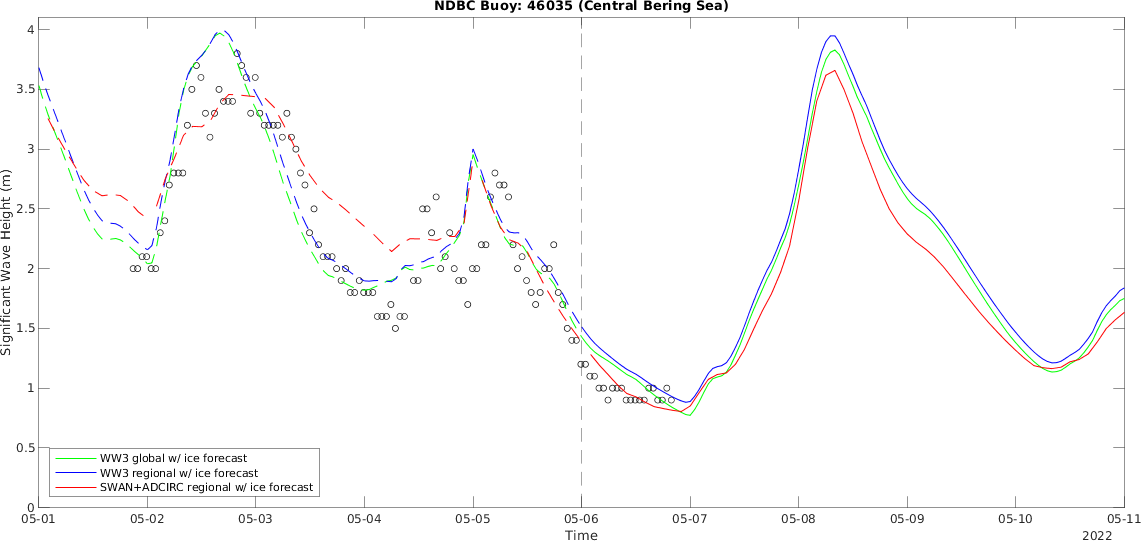 NDBC Buoy: 46035 (Central Bering Sea)
4
3.5
3
2.5
2
1.5
1
0.5
0
Significant Wave Height (m)
WW3 global w/ ice forecast
WW3 regional w/ ice forecast
SWAN+ADCIRC regional w/ ice forecast
05-01 05-02 05-03 05-04 05-05 05-06 05-07 05-08 05-09 05-10 05-11
Time
2022